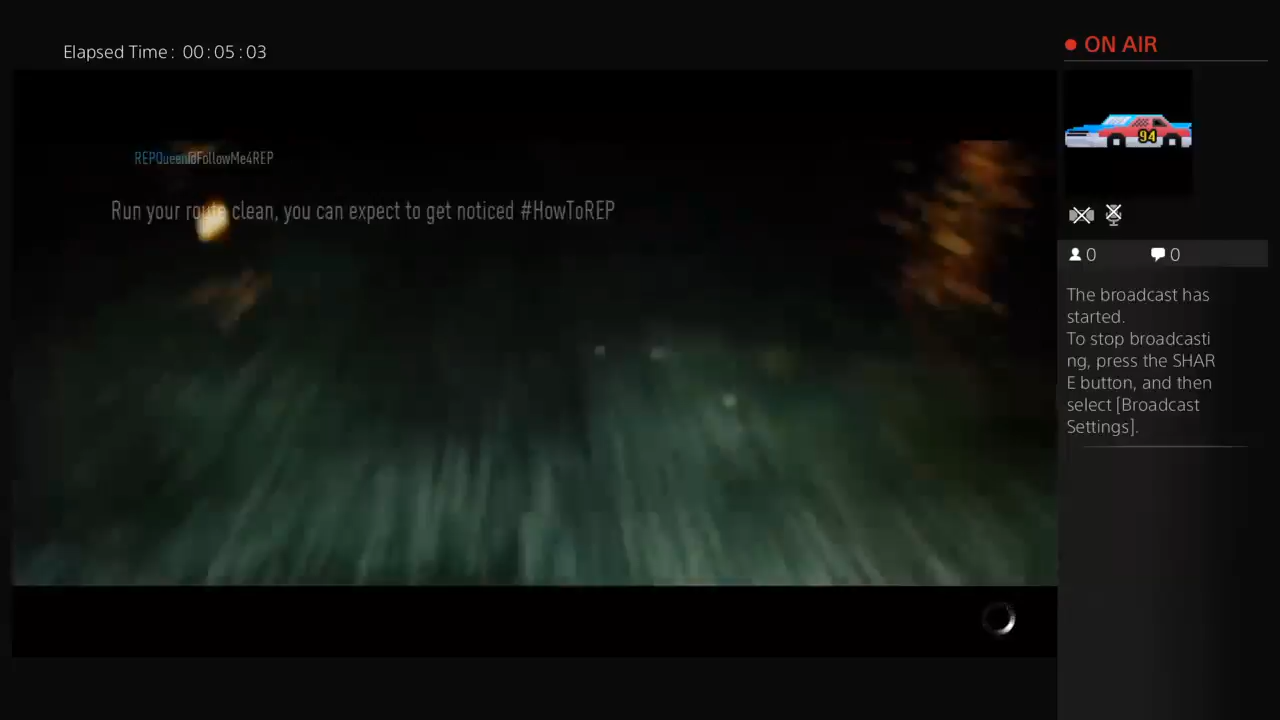 Elapsed Time: 00:05:03
ON AIR
94
REPQueen@FollowMe4REP
Run your route clean, you can expect to get noticed #HowToREP
0 0
The broadcast has
started.
To stop broadcasti
ng, press the SHAR
E button, and then
select [Broadcast
Settings].